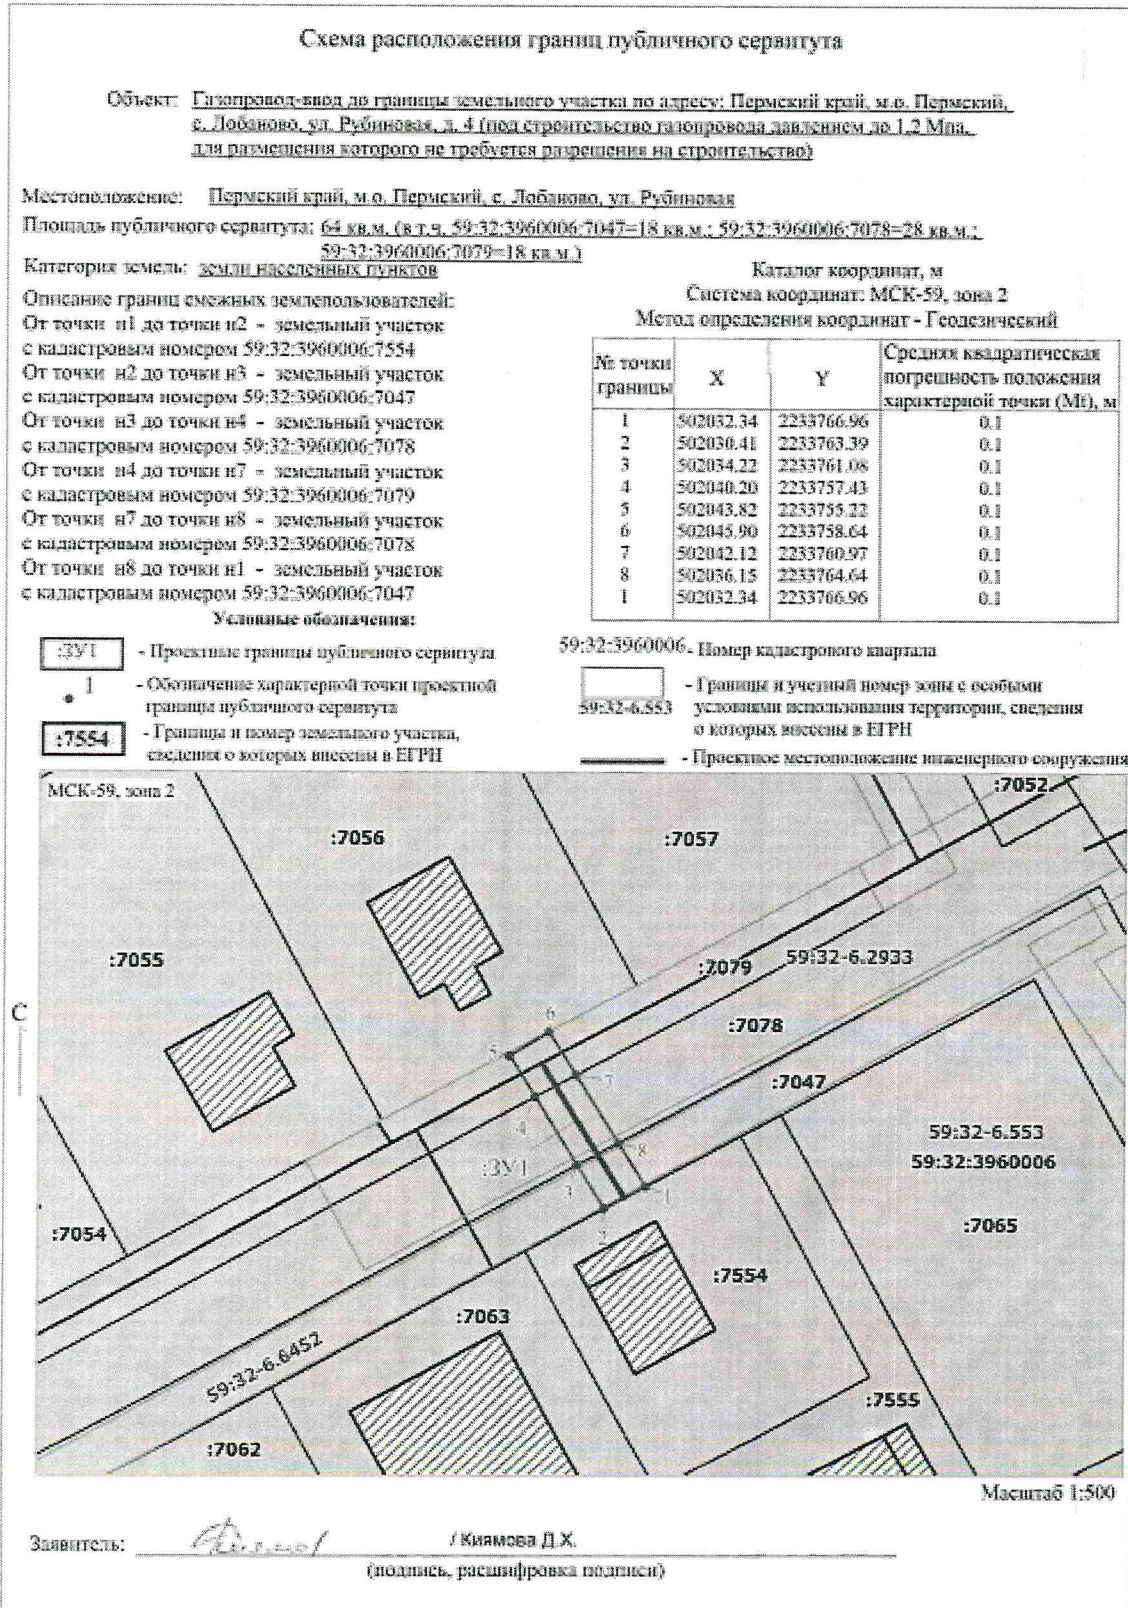 Схема расположения границ публичного сервитута
Объект: Газопровод-ввод до границы земельного участка по адресу: Пермский край, м.о. Пермский,
с. Лобаново, ул. Рубиновая, д. 4 (под строительство газопровода давлением до 1,2 Мпа,
для размещения которого не требуется разрешения на строительство)
Местоположение: Пермский край, м.о. Пермский, с. Лобаново, ул. Рубиновая
Площадь публичного сервитута: 64 кв.м. (в т.ч. 59:32:3960006:7047=18 кв.м.; 59:32:3960006:7078=28 кв.м.;
59:32:3960006:7079=18 кв.м.)
Категория земель: земли населенных пунктов
Описание границ смежных землепользователей:
От точки н1 до точки н2 - земельный участок
с кадастровым номером 59:32:3960006:7554
От точки н2 до точки н3 - земельный участок
с кадастровым номером 59:32:3960006:7047
От точки н3 до точки н4 - земельный участок
с кадастровым номером 59:32:3960006:7078
От точки н4 до точки н7 - земельный участок
с кадастровым номером 59:32:3960006:7079
От точки н7 до точки н8 - земельный участок
с кадастровым номером 59:32:3960006:7078
От точки н8 до точки н1 - земельный участок
с кадастровым номером 59:32:3960006:7047
Каталог координат, м
Система координат: МСК-59, зона 2
Метод определения координат - Геодезический
№ точки границы X Y Средняя квадратическая погрешность положения характерной точки (Mt), м
1 502032.34 2233766.96 0.1
2 502030.41 2233763.39 0.1
3 502034.22 2233761.08 0.1
4 502040.20 2233757.43 0.1
5 502043.82 2233755.22 0.1
6 502045.90 2233758.64 0.1
7 502042.12 2233760.97 0.1
8 502036.15 2233764.64 0.1
1 502032.34 2233766.96 0.1
Условные обозначения:
:ЗУ1 - Проектные границы публичного сервитута
1 - Обозначение характерной точки проектной
границы публичного сервитута
:7554 - Границы и номер земельного участка,
сведения о которых внесены в ЕГРН
59:32:3960006 - Номер кадастрового квартала
59:32-6.553 - Границы и учетный номер зоны с особыми
условиями использования территории, сведения
о которых внесены в ЕГРН
- Проектное местоположение инженерного сооружения
МСК-59, зона 2
:7052
:7056
:7057
:7055
:7079
59:32-6.2933
С
6
:7078
5
7
:7047
4
59:32-6.553
8
:ЗУ1
59:32:3960006
3
1
:7054
2
:7065
:7554
:7063
59:32-6.6452
:7555
:7062
Масштаб 1:500
Заявитель: / Киямова Д.Х.
(подпись, расшифровка подписи)